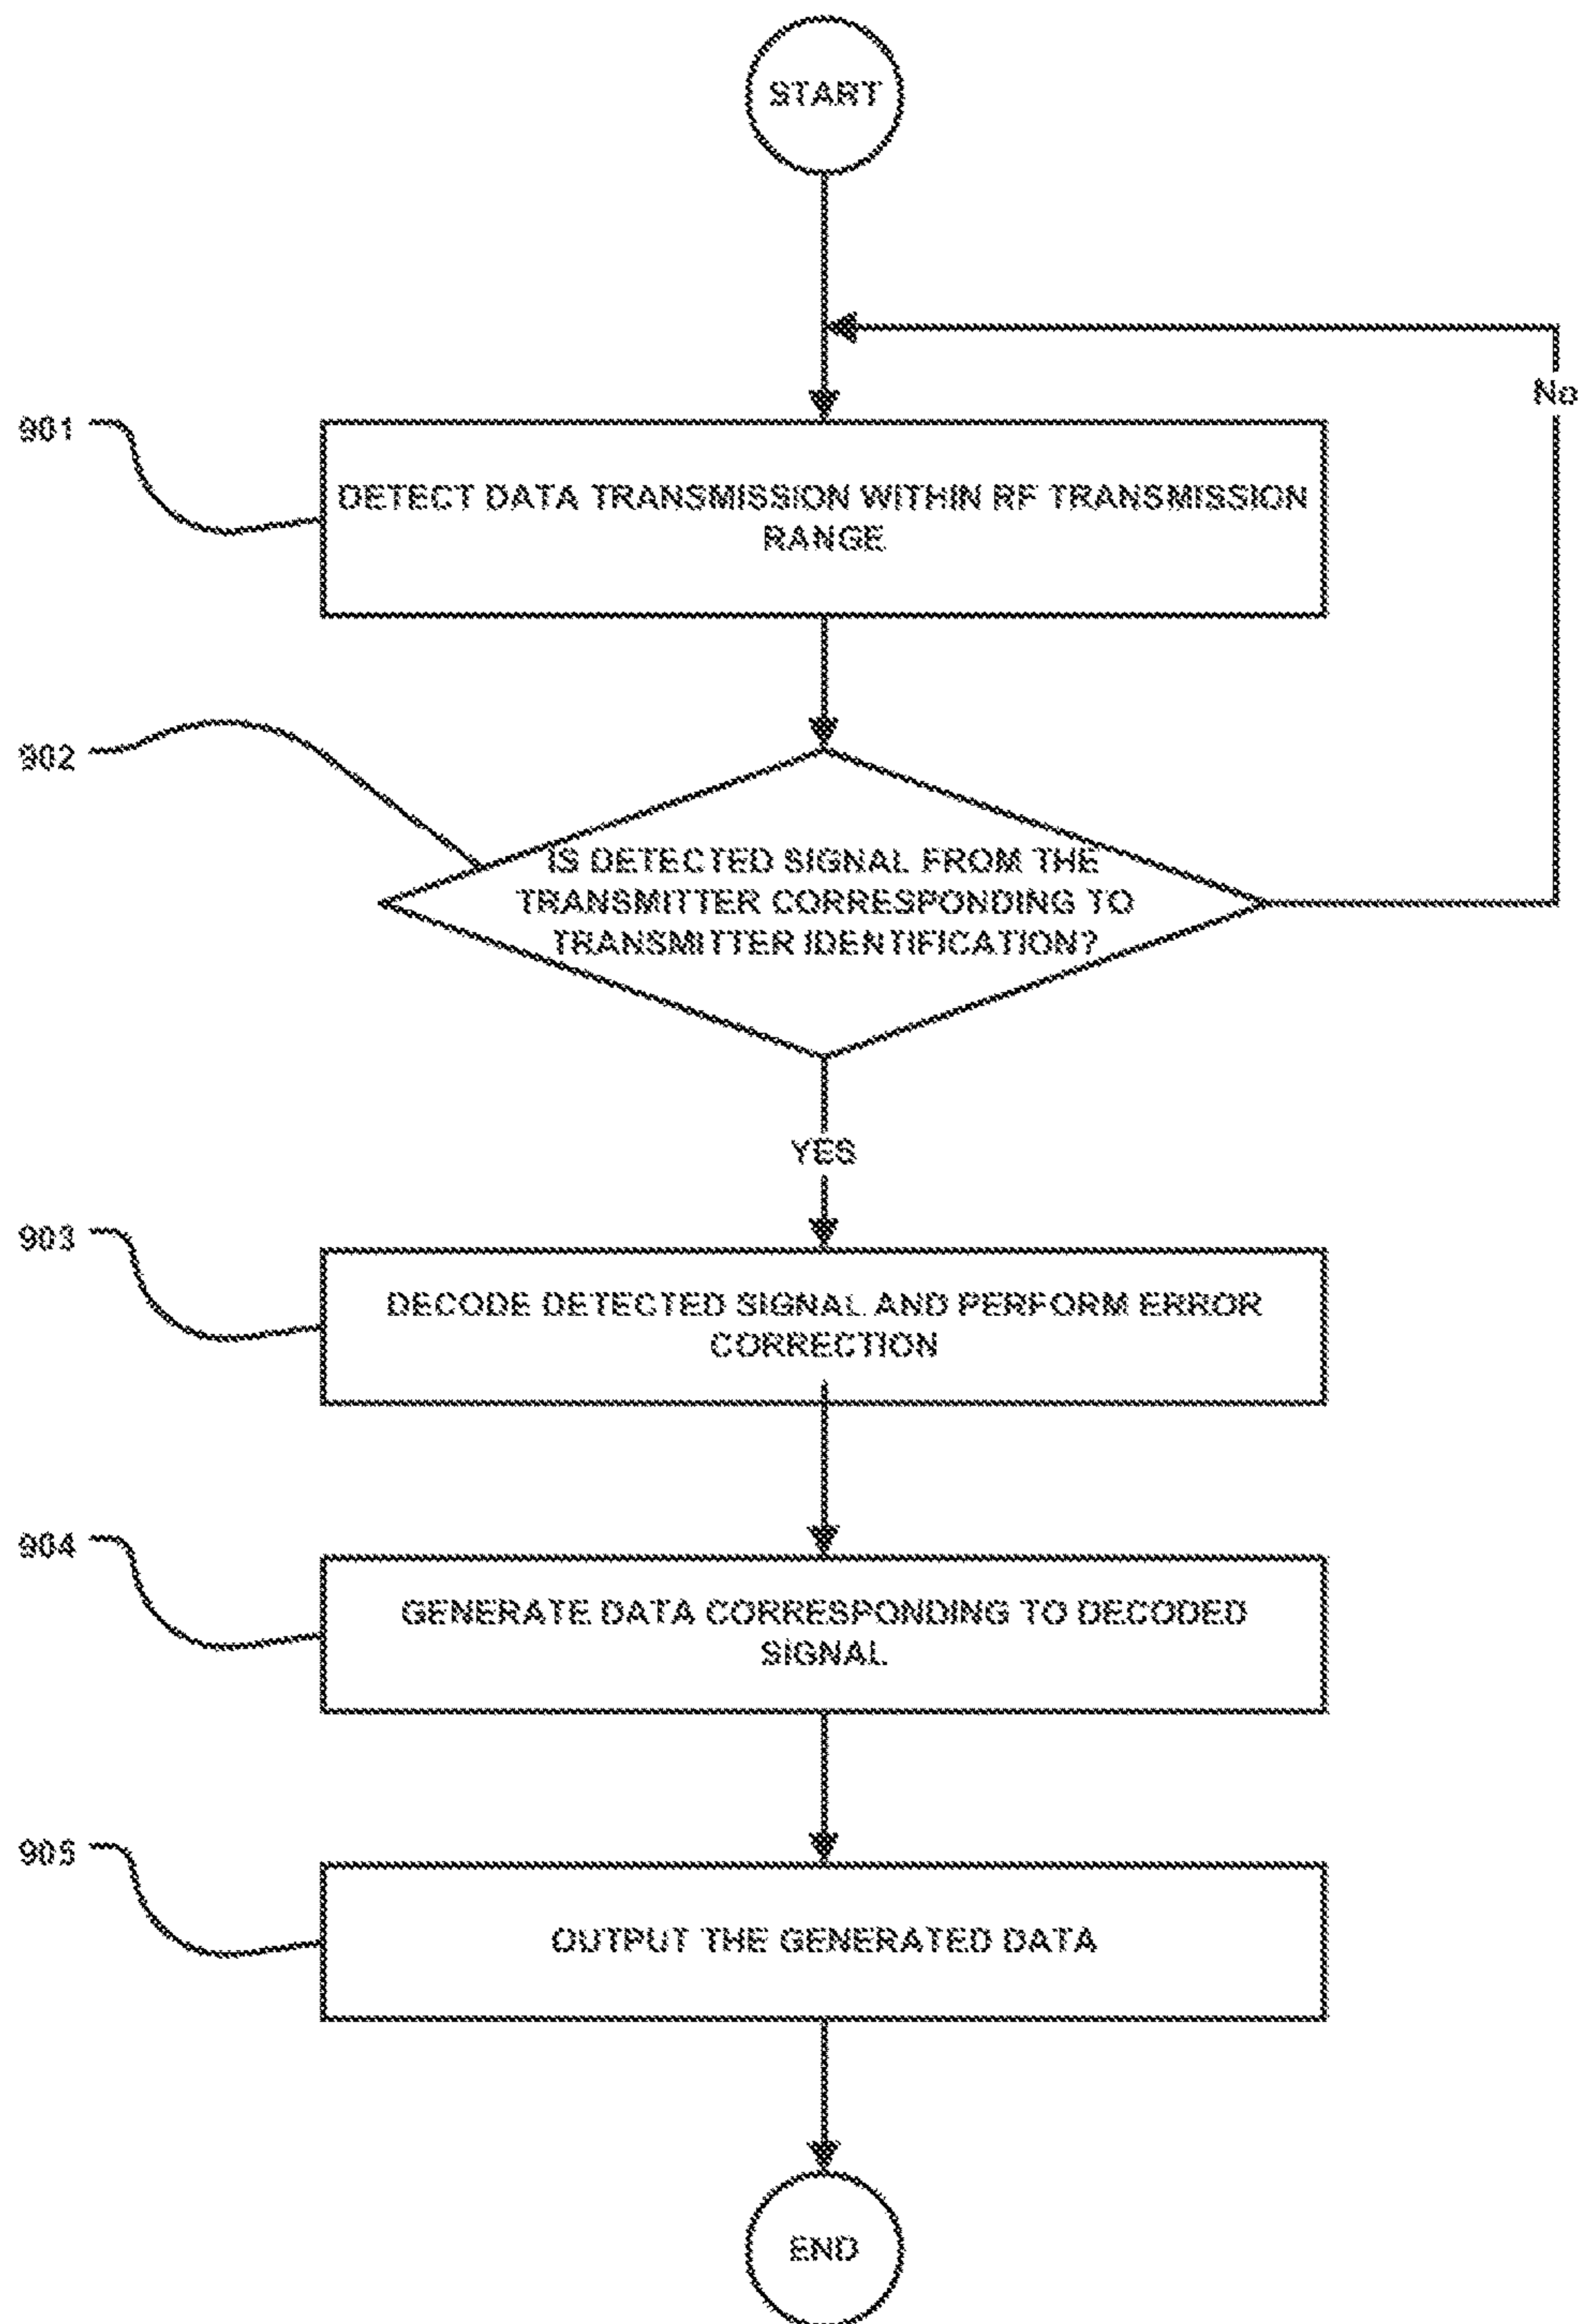 START
No
901
DETECT DATA TRANSMISSION WITHIN RF TRANSMISSION
RANGE
902
IS DETECTED SIGNAL FROM THE
TRANSMITTER CORRESPONDING TO
TRANSMITTER IDENTIFICATION?
YES
903
DECODE DETECTED SIGNAL AND PERFORM ERROR
CORRECTION
904
GENERATE DATA CORRESPONDING TO DECODED
SIGNAL
905
OUTPUT THE GENERATED DATA
END